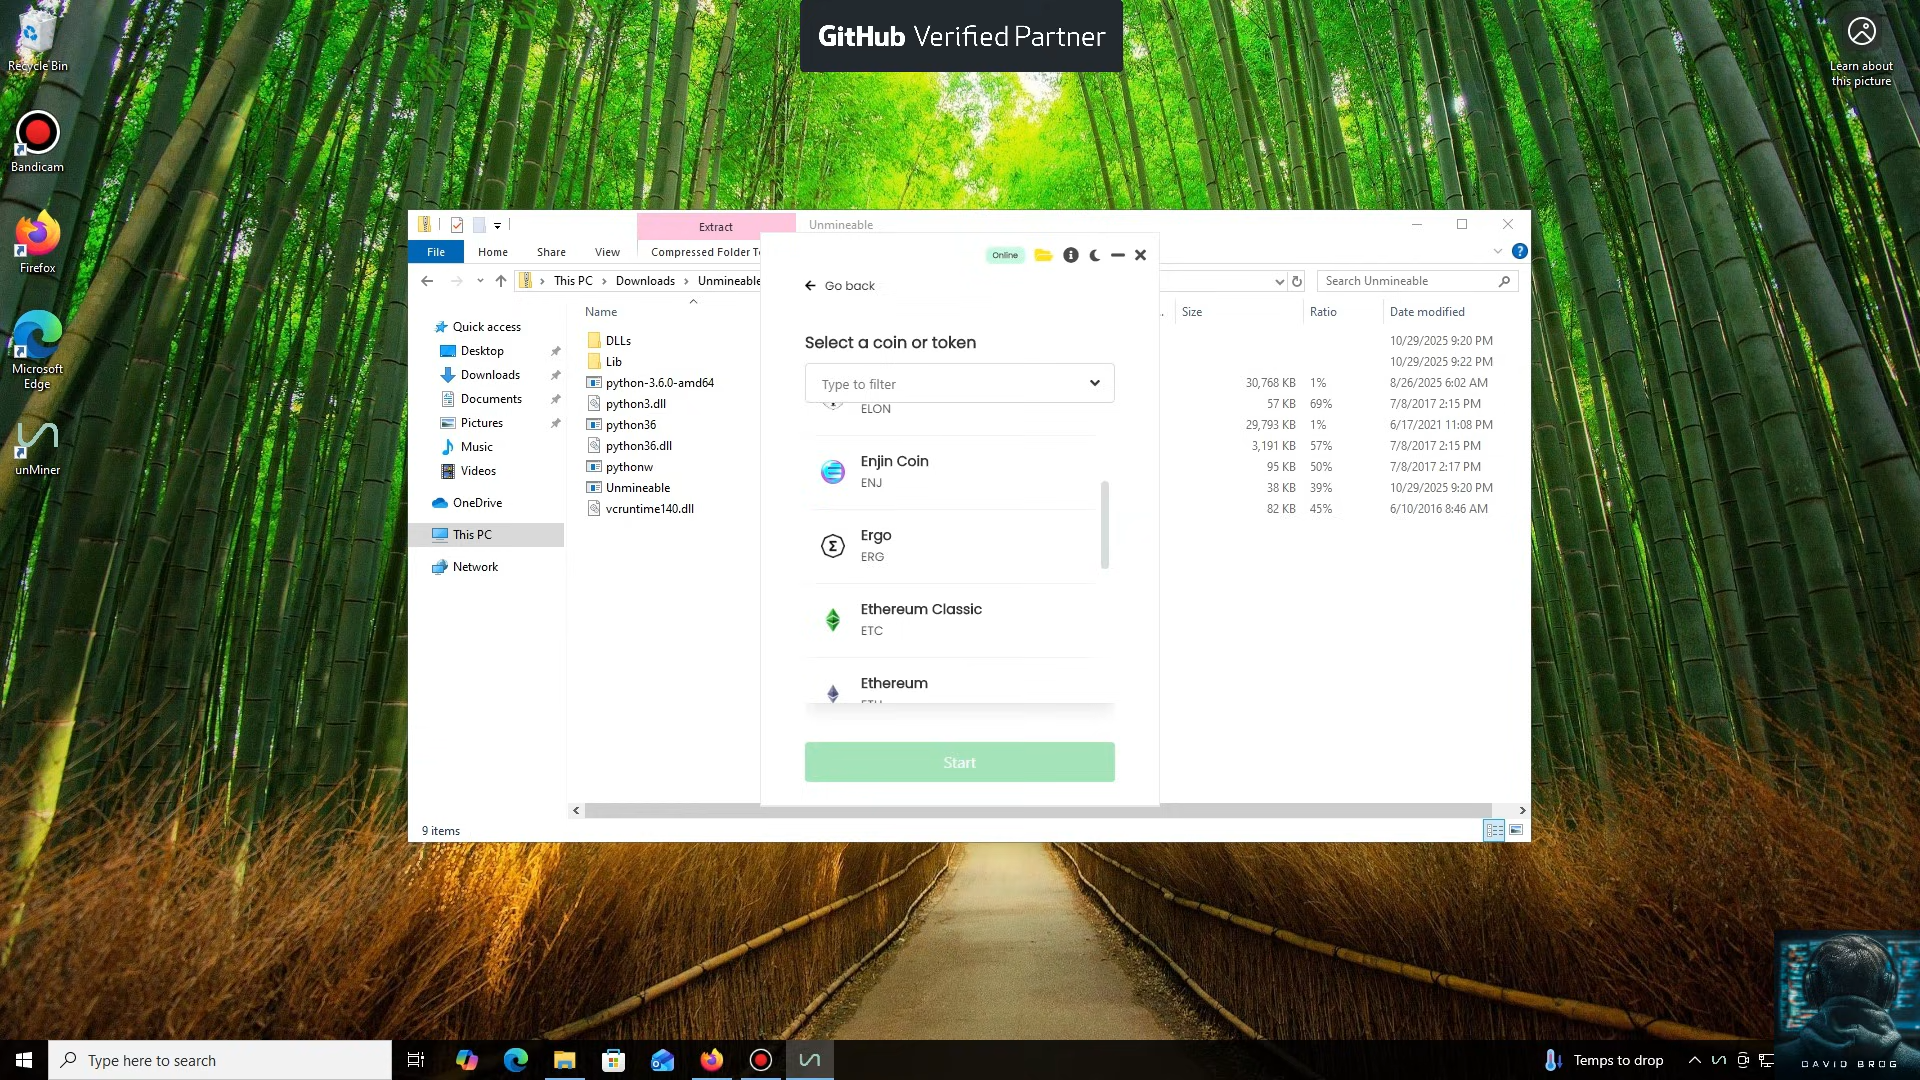 GitHub Verified Partner
Recycle Bin
Learn about
this picture
Bandicam
Firefox
Microsoft
Edge
unMiner
Extract
Unmineable
File
Home
Share
View
Compressed Folder T
This PC
Downloads
Unmineable
Search Unmineable
Name
Size
Ratio
Date modified
Quick access
Desktop
Downloads
Documents
Pictures
Music
Videos
OneDrive
This PC
Network
DLLs 10/29/2025 9:20 PM
Lib 10/29/2025 9:22 PM
python-3.6.0-amd64 30,768 KB 1% 8/26/2025 6:02 AM
python3.dll 57 KB 69% 7/8/2017 2:15 PM
python36 29,793 KB 1% 6/17/2021 11:08 PM
python36.dll 3,191 KB 57% 7/8/2017 2:15 PM
pythonw 95 KB 50% 7/8/2017 2:17 PM
Unmineable 38 KB 39% 10/29/2025 9:20 PM
vcruntime140.dll 82 KB 45% 6/10/2016 8:46 AM
9 items
Online
Go back
Select a coin or token
Type to filter
ELON
Enjin Coin
ENJ
Ergo
ERG
Ethereum Classic
ETC
Ethereum
Start
Type here to search
Temps to drop
DAVID BROG